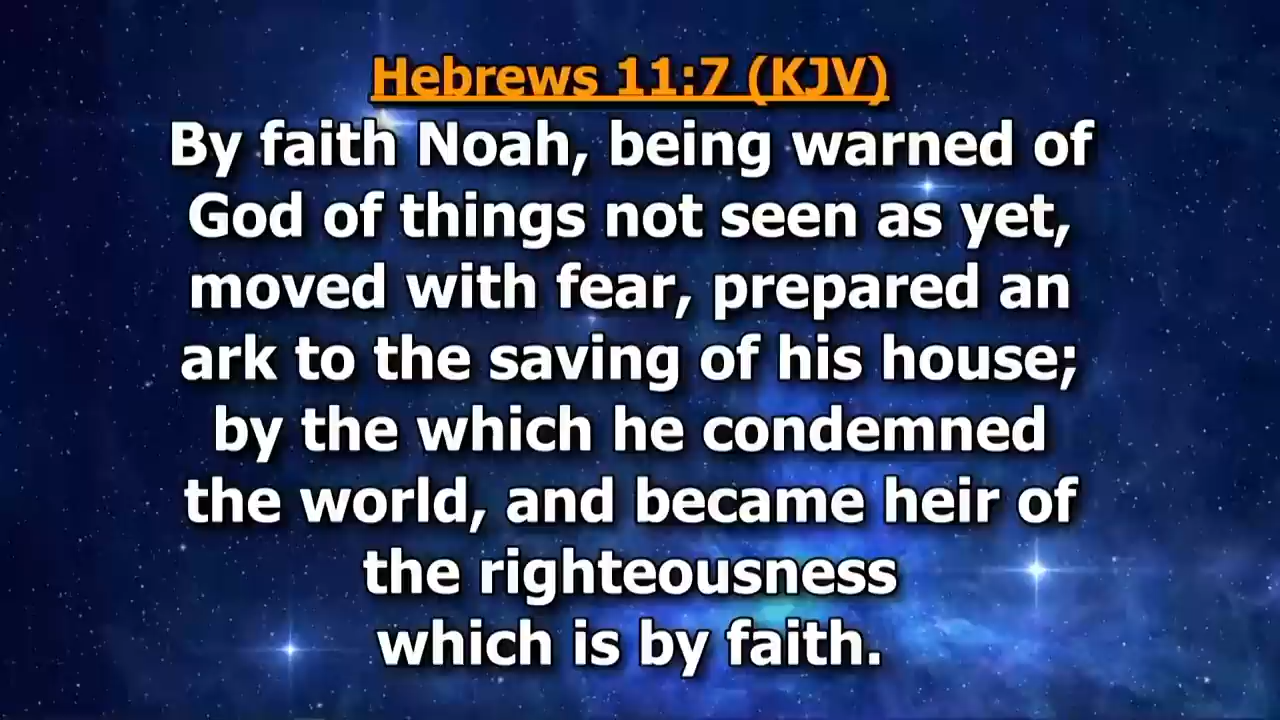 Hebrews 11:7 (KJV)
By faith Noah, being warned of
God of things not seen as yet,
moved with fear, prepared an
ark to the saving of his house;
by the which he condemned
the world, and became heir of
the righteousness
which is by faith.